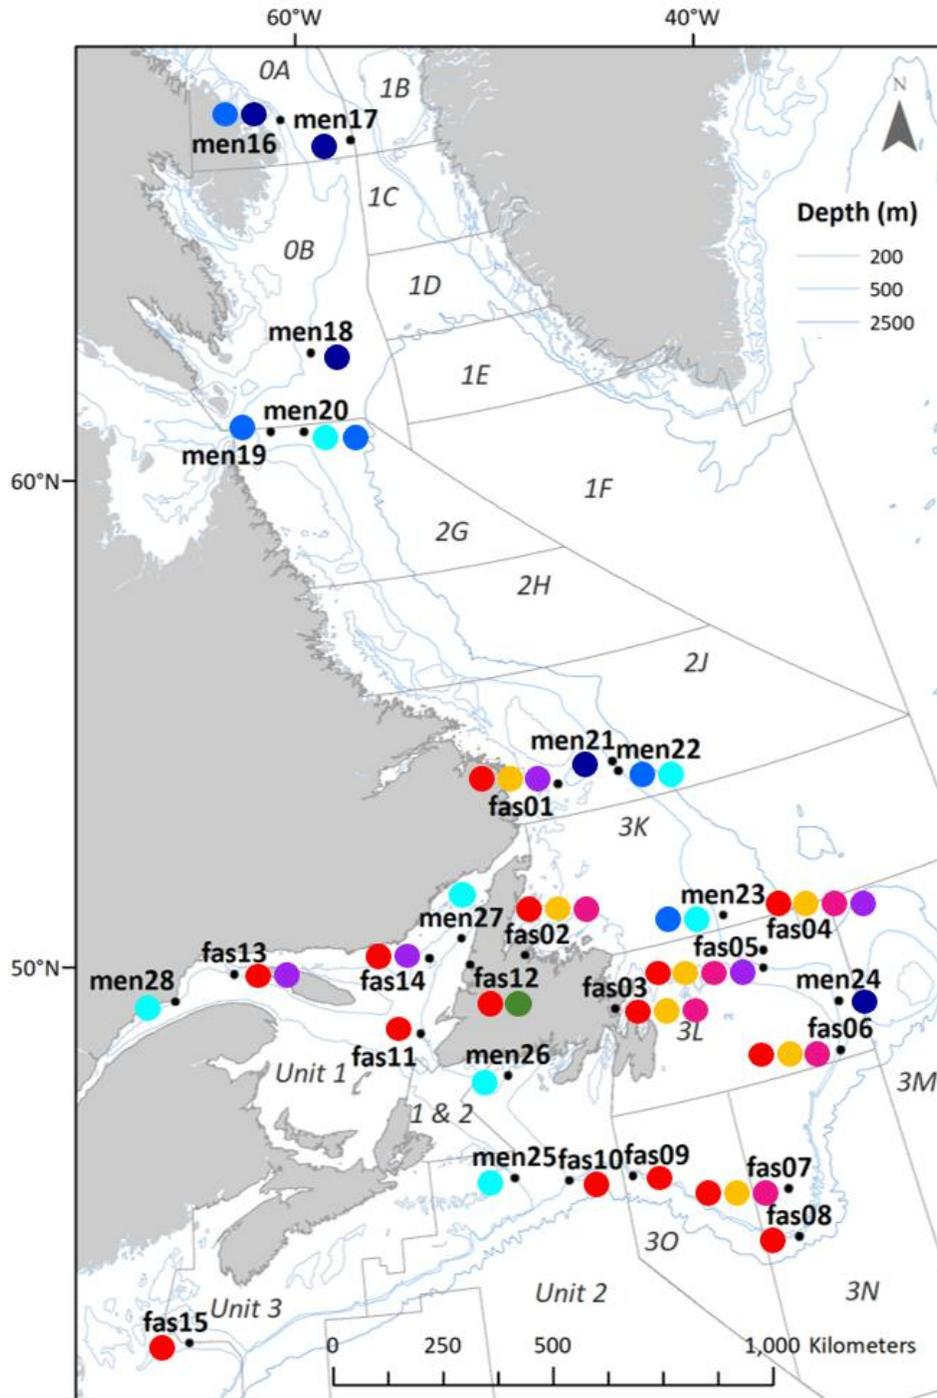 60°W
40°W
0A
1B
N
men17
men16
1C
Depth (m)
200
0B
1D
500
2500
men18
1E
men20
men19
60°N
1F
2G
2H
2J
men21
men22
fas01
3K
men23
men27
fas02
fas04
fas13
fas05
50°N
men28
fas14
fas12
fas03
men24
3L
fas06
fas11
men26
Unit 1
3M
1 & 2
men25
fas10
fas09
fas07
fas08
3O
Unit 2
3N
Unit 3
fas15
0
250
500
1,000 Kilometers